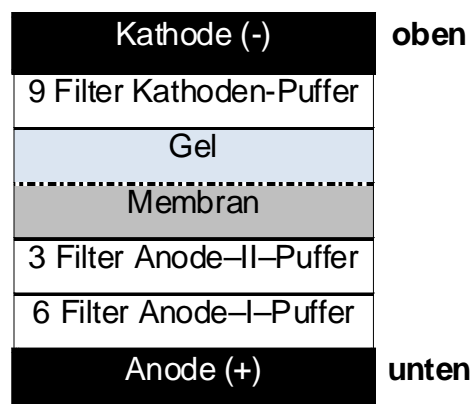 Kathode (-) oben
9 Filter Kathoden-Puffer
Gel
Membran
3 Filter Anode–II–Puffer
6 Filter Anode–I–Puffer
Anode (+) unten